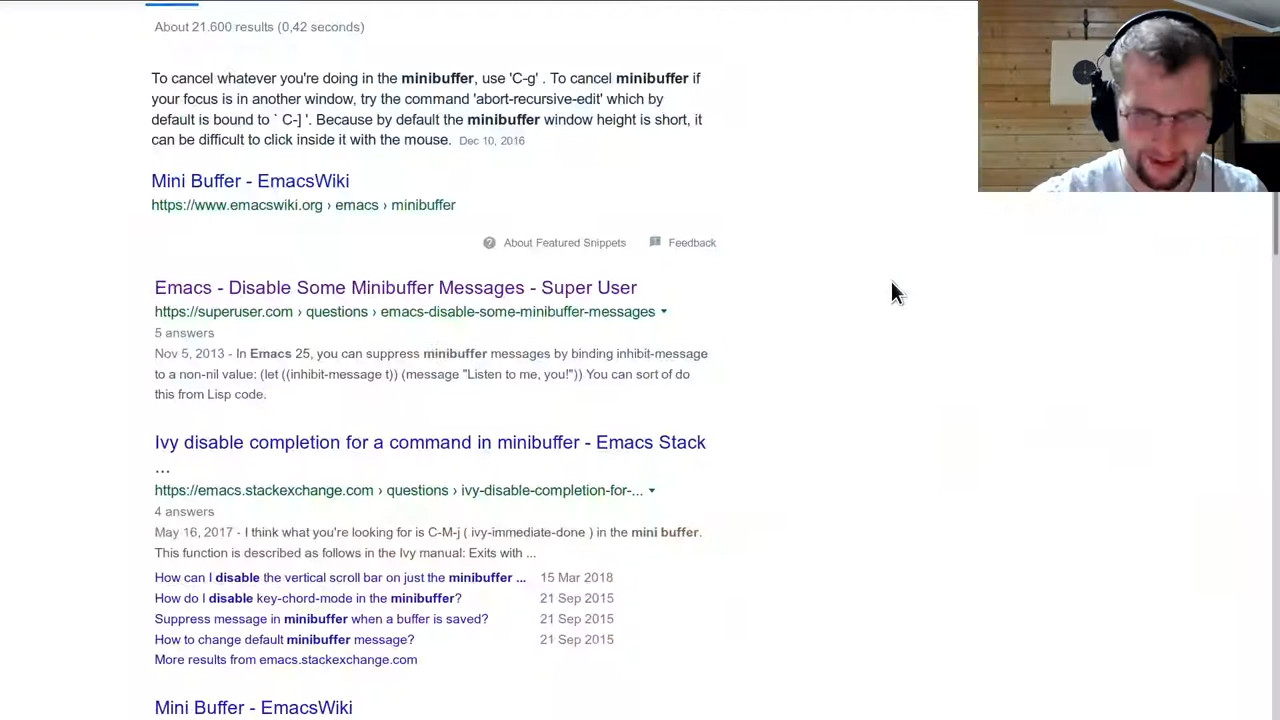 About 21.600 results (0,42 seconds)
To cancel whatever you're doing in the minibuffer, use 'C-g' . To cancel minibuffer if
your focus is in another window, try the command 'abort-recursive-edit' which by
default is bound to ` C-] '. Because by default the minibuffer window height is short, it
can be difficult to click inside it with the mouse. Dec 10, 2016
Mini Buffer - EmacsWiki
https://www.emacswiki.org › emacs › minibuffer
About Featured Snippets Feedback
Emacs - Disable Some Minibuffer Messages - Super User
https://superuser.com › questions › emacs-disable-some-minibuffer-messages
5 answers
Nov 5, 2013 - In Emacs 25, you can suppress minibuffer messages by binding inhibit-message
to a non-nil value: (let ((inhibit-message t)) (message "Listen to me, you!")) You can sort of do
this from Lisp code.
Ivy disable completion for a command in minibuffer - Emacs Stack
...
https://emacs.stackexchange.com › questions › ivy-disable-completion-for-...
4 answers
May 16, 2017 - I think what you're looking for is C-M-j ( ivy-immediate-done ) in the mini buffer.
This function is described as follows in the Ivy manual: Exits with ...
How can I disable the vertical scroll bar on just the minibuffer ... 15 Mar 2018
How do I disable key-chord-mode in the minibuffer? 21 Sep 2015
Suppress message in minibuffer when a buffer is saved? 21 Sep 2015
How to change default minibuffer message? 21 Sep 2015
More results from emacs.stackexchange.com
Mini Buffer - EmacsWiki